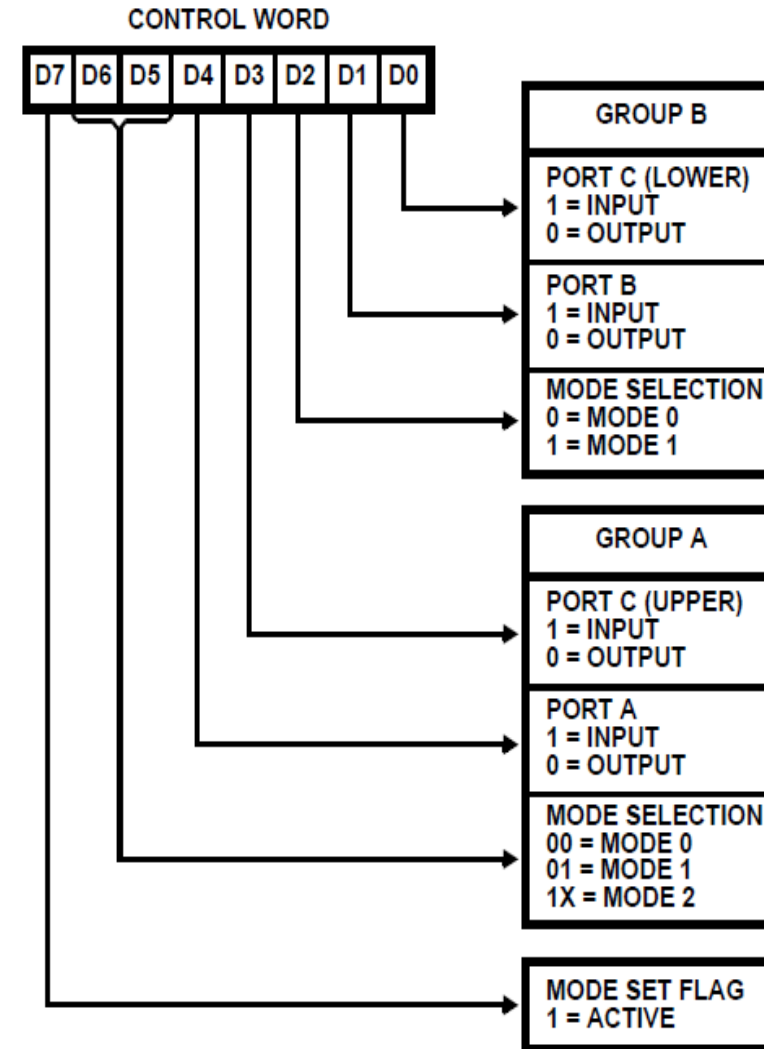 CONTROL WORD
D7 D6 D5 D4 D3 D2 D1 D0
GROUP B
PORT C (LOWER)
1 = INPUT
0 = OUTPUT
PORT B
1 = INPUT
0 = OUTPUT
MODE SELECTION
0 = MODE 0
1 = MODE 1
GROUP A
PORT C (UPPER)
1 = INPUT
0 = OUTPUT
PORT A
1 = INPUT
0 = OUTPUT
MODE SELECTION
00 = MODE 0
01 = MODE 1
1X = MODE 2
MODE SET FLAG
1 = ACTIVE